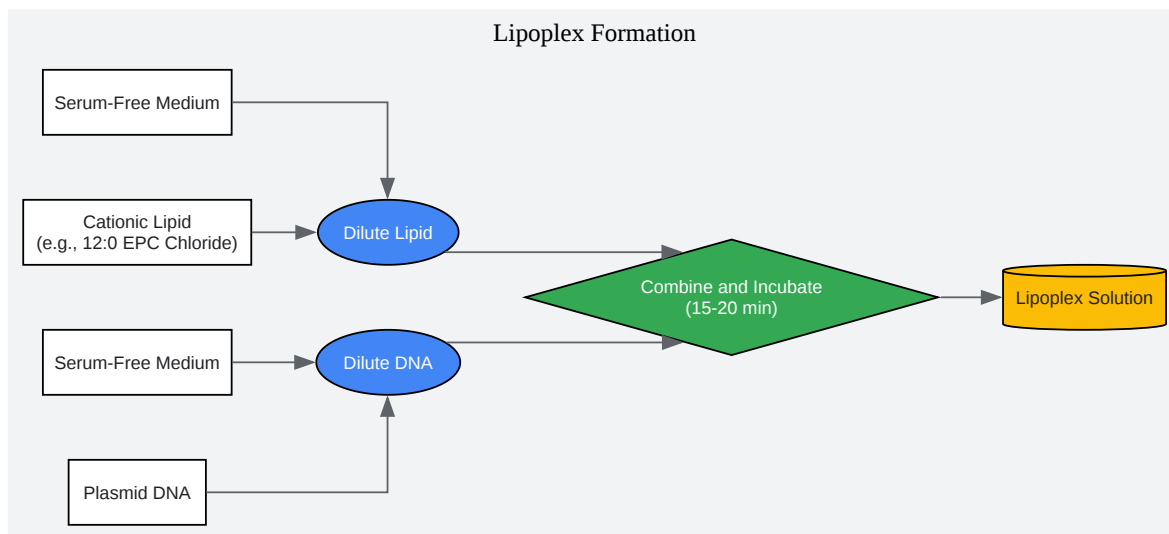 Lipoplex Formation
Serum-Free Medium
Cationic Lipid
(e.g., 12:0 EPC Chloride)
Dilute Lipid
Combine and Incubate
(15-20 min)
Lipoplex Solution
Serum-Free Medium
Dilute DNA
Plasmid DNA